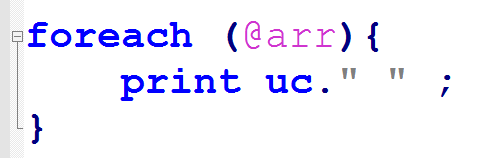 foreach (@arr){
    print uc." " ;
}